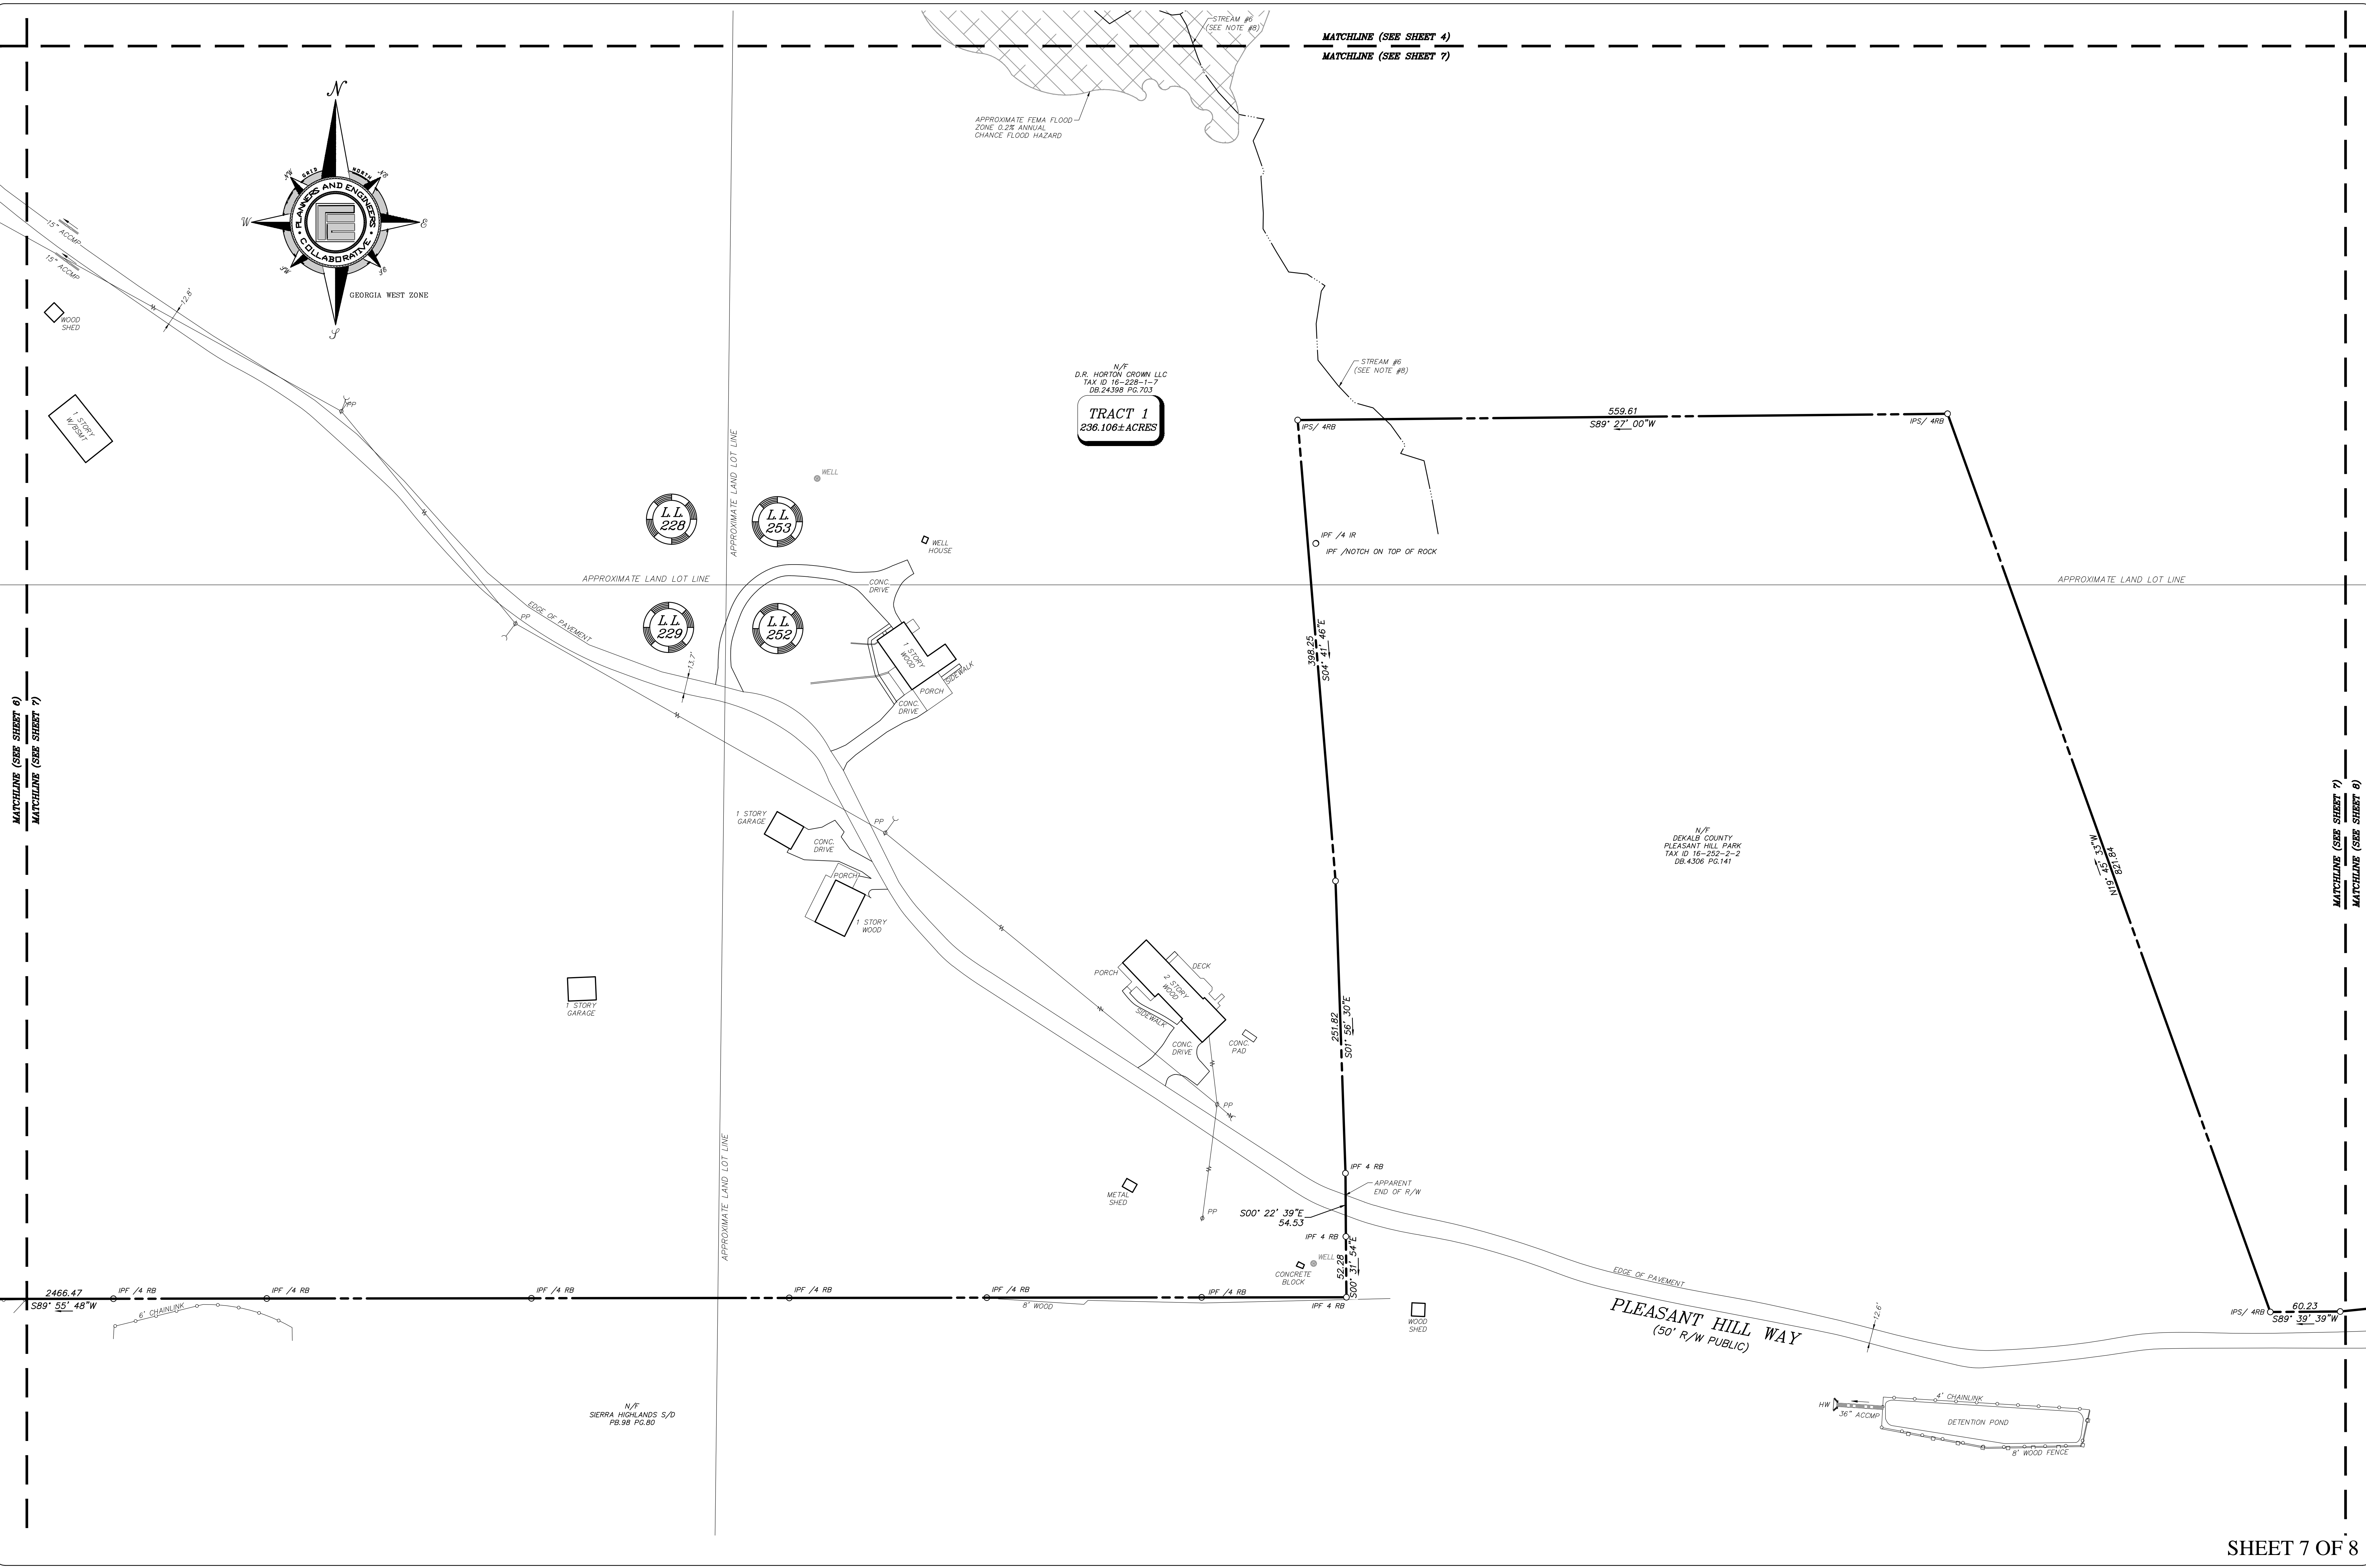 STREAM #6
(SEE NOTE #8)
MATCHLINE (SEE SHEET 4)
MATCHLINE (SEE SHEET 7)
APPROXIMATE FEMA FLOOD
ZONE 0.2% ANNUAL
CHANCE FLOOD HAZARD
N
NW
GRID
NORTH
NE
W
PLANNERS AND ENGINEERS
COLLABORATIVE
E
SW
SE
S
GEORGIA WEST ZONE
15" ACCMP
15" ACCMP
12.8'
WOOD
SHED
1 STORY
W/BSMT
PP
N/F
D.R. HORTON CROWN LLC
TAX ID 16-228-1-7
DB.24398 PG.703
TRACT 1
236.106±ACRES
STREAM #6
(SEE NOTE #8)
IPS/ 4RB
559.61
S89° 27' 00"W
IPS/ 4RB
APPROXIMATE LAND LOT LINE
WELL
L.L.
228
L.L.
253
WELL
HOUSE
IPF /4 IR
IPF /NOTCH ON TOP OF ROCK
APPROXIMATE LAND LOT LINE
CONC.
DRIVE
APPROXIMATE LAND LOT LINE
EDGE OF PAVEMENT
PP
L.L.
229
L.L.
252
1 STORY
WOOD
SIDEWALK
PORCH
CONC.
DRIVE
13.7'
398.25
S04° 41' 46"E
MATCHLINE (SEE SHEET 6)
MATCHLINE (SEE SHEET 7)
1 STORY
GARAGE
PP
CONC.
DRIVE
PORCH
1 STORY
WOOD
N/F
DEKALB COUNTY
PLEASANT HILL PARK
TAX ID 16-252-2-2
DB.4306 PG.141
N19° 45' 33"W
821.84
MATCHLINE (SEE SHEET 7)
MATCHLINE (SEE SHEET 8)
1 STORY
GARAGE
PORCH
DECK
2 STORY
WOOD
SIDEWALK
CONC.
DRIVE
CONC.
PAD
251.82
S01° 56' 30"E
PP
IPF 4 RB
APPARENT
END OF R/W
METAL
SHED
PP
S00° 22' 39"E
54.53
IPF 4 RB
APPROXIMATE LAND LOT LINE
WELL
CONCRETE
BLOCK
52.28
S00° 31' 54"E
EDGE OF PAVEMENT
2466.47
S89° 55' 48"W
IPF /4 RB
IPF /4 RB
IPF /4 RB
IPF /4 RB
IPF /4 RB
IPF /4 RB
IPF 4 RB
6' CHAINLINK
8' WOOD
WOOD
SHED
PLEASANT HILL WAY
(50' R/W PUBLIC)
12.6'
IPS/ 4RB
60.23
S89° 39' 39"W
N/F
SIERRA HIGHLANDS S/D
PB.98 PG.80
HW
36" ACCMP
4' CHAINLINK
DETENTION POND
8' WOOD FENCE
SHEET 7 OF 8